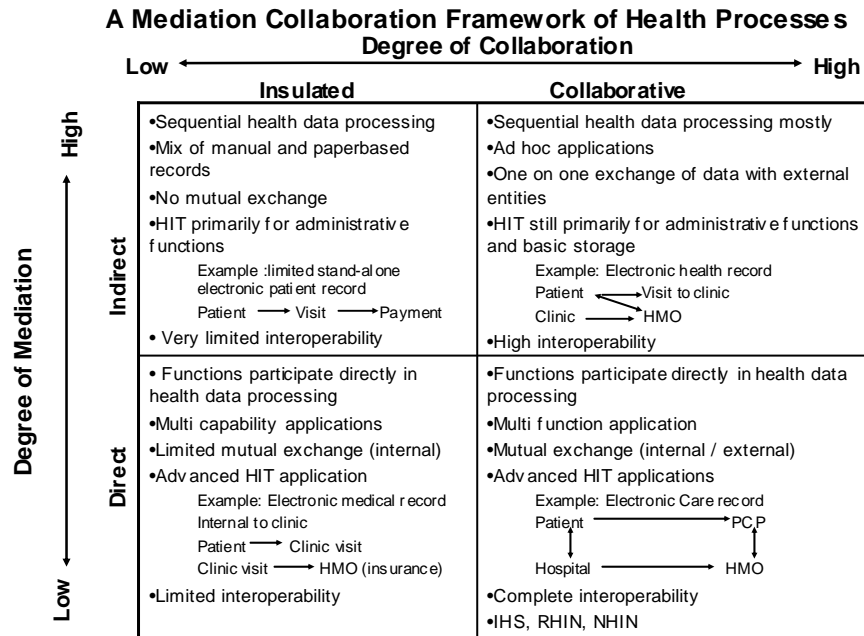 A Mediation Collaboration Framework of Health Processes
Degree of Collaboration
Low
High
Insulated
Collaborative
Degree of Mediation
High
Low
Indirect
Direct
•Sequential health data processing
•Mix of manual and paperbased
records
•No mutual exchange
•HIT primarily for administrative
functions
Example :limited stand-alone
electronic patient record
Patient Visit Payment
• Very limited interoperability
•Sequential health data processing mostly
•Ad hoc applications
•One on one exchange of data with external
entities
•HIT still primarily for administrative functions
and basic storage
Example: Electronic health record
Patient Visit to clinic
Clinic HMO
•High interoperability
• Functions participate directly in
health data processing
•Multi capability applications
•Limited mutual exchange (internal)
•Advanced HIT application
Example: Electronic medical record
Internal to clinic
Patient Clinic visit
Clinic visit HMO (insurance)
•Limited interoperability
•Functions participate directly in health data
processing
•Multi function application
•Mutual exchange (internal / external)
•Advanced HIT applications
Example: Electronic Care record
Patient PCP
Hospital HMO
•Complete interoperability
•IHS, RHIN, NHIN